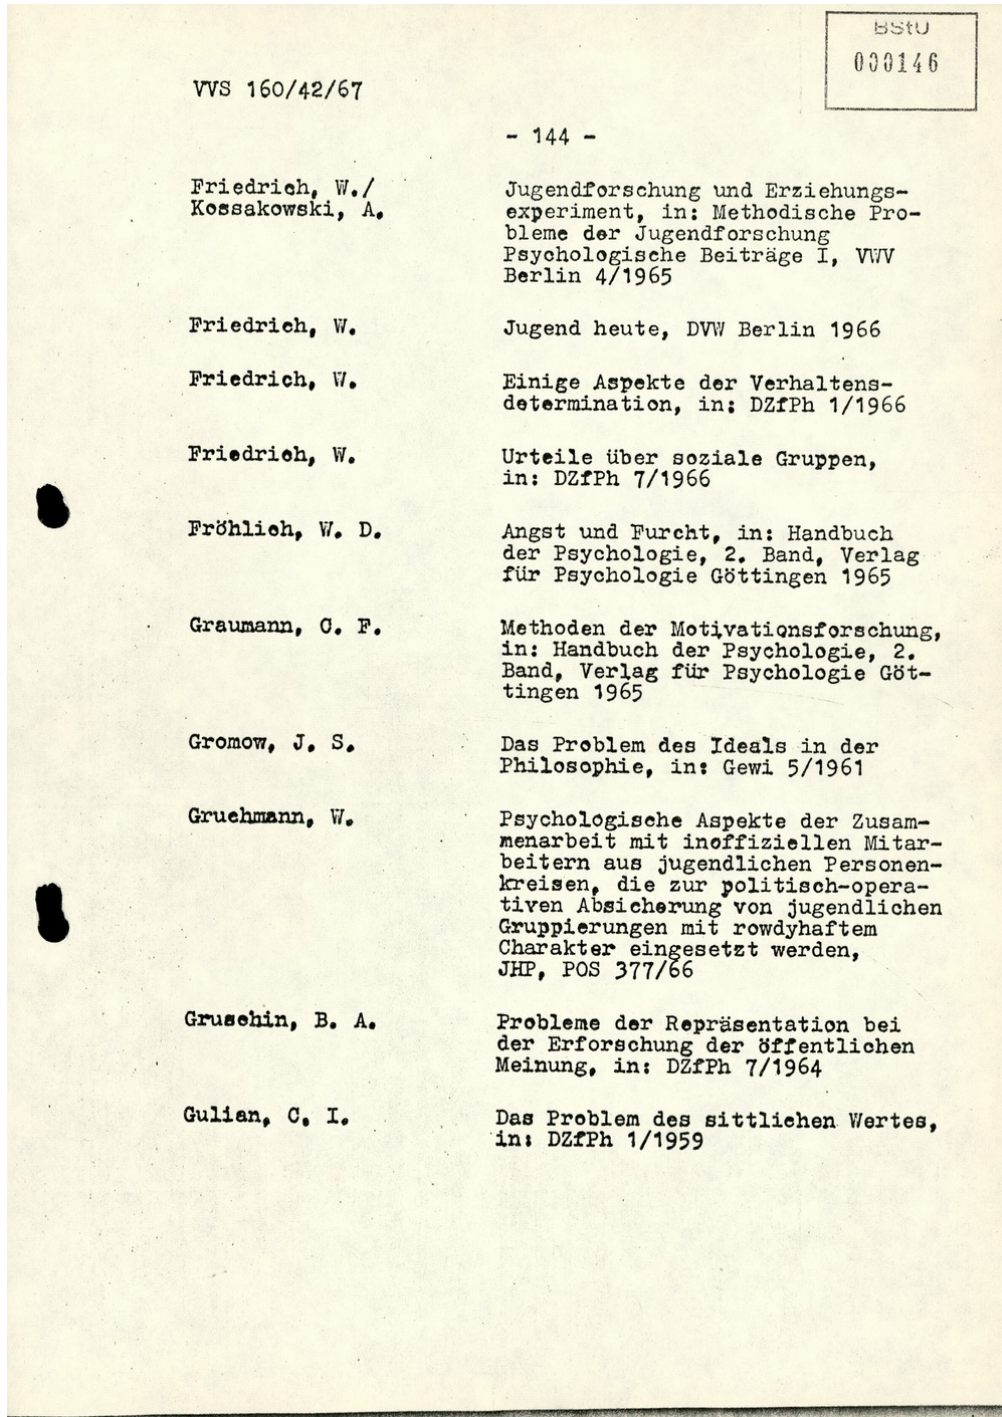 BStU
000146
VVS 160/42/67
- 144 -
Friedrich, W./
Kossakowski, A.
Jugendforschung und Erziehungs-
experiment, in: Methodische Pro-
bleme der Jugendforschung
Psychologische Beiträge I, VWV
Berlin 4/1965
Friedrich, W.
Jugend heute, DVW Berlin 1966
Friedrich, W.
Einige Aspekte der Verhaltens-
determination, in: DZfPh 1/1966
Friedrich, W.
Urteile über soziale Gruppen,
in: DZfPh 7/1966
Fröhlich, W. D.
Angst und Furcht, in: Handbuch
der Psychologie, 2. Band, Verlag
für Psychologie Göttingen 1965
Graumann, C. F.
Methoden der Motivationsforschung,
in: Handbuch der Psychologie, 2.
Band, Verlag für Psychologie Göt-
tingen 1965
Gromow, J. S.
Das Problem des Ideals in der
Philosophie, in: Gewi 5/1961
Gruehmann, W.
Psychologische Aspekte der Zusam-
menarbeit mit inoffiziellen Mitar-
beitern aus jugendlichen Personen-
kreisen, die zur politisch-opera-
tiven Absicherung von jugendlichen
Gruppierungen mit rowdyhaftem
Charakter eingesetzt werden,
JHP, POS 377/66
Gruschin, B. A.
Probleme der Repräsentation bei
der Erforschung der öffentlichen
Meinung, in: DZfPh 7/1964
Gulian, C. I.
Das Problem des sittlichen Wertes,
in: DZfPh 1/1959